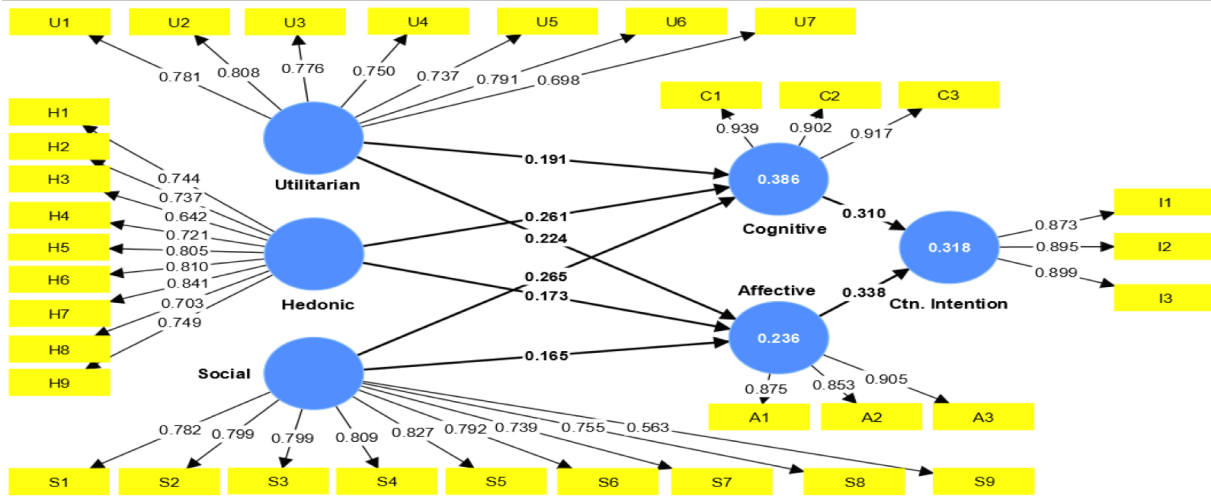 U1 U2 U3 U4 U5 U6 U7
0.781 0.808 0.776 0.750 0.737 0.791 0.698
Utilitarian
H1
H2
H3
H4
H5
H6
H7
H8
H9
0.744
0.737
0.642
0.721
0.805
0.810
0.841
0.703
0.749
Hedonic
Social
0.191
0.261
0.224
0.265
0.173
0.165
C1 C2 C3
0.939 0.902 0.917
0.386
Cognitive
Affective
0.236
0.875 0.853 0.905
A1 A2 A3
0.310
0.338
0.318
Ctn. Intention
0.873
0.895
0.899
I1
I2
I3
0.782 0.799 0.799 0.809 0.827 0.792 0.739 0.755 0.563
S1 S2 S3 S4 S5 S6 S7 S8 S9